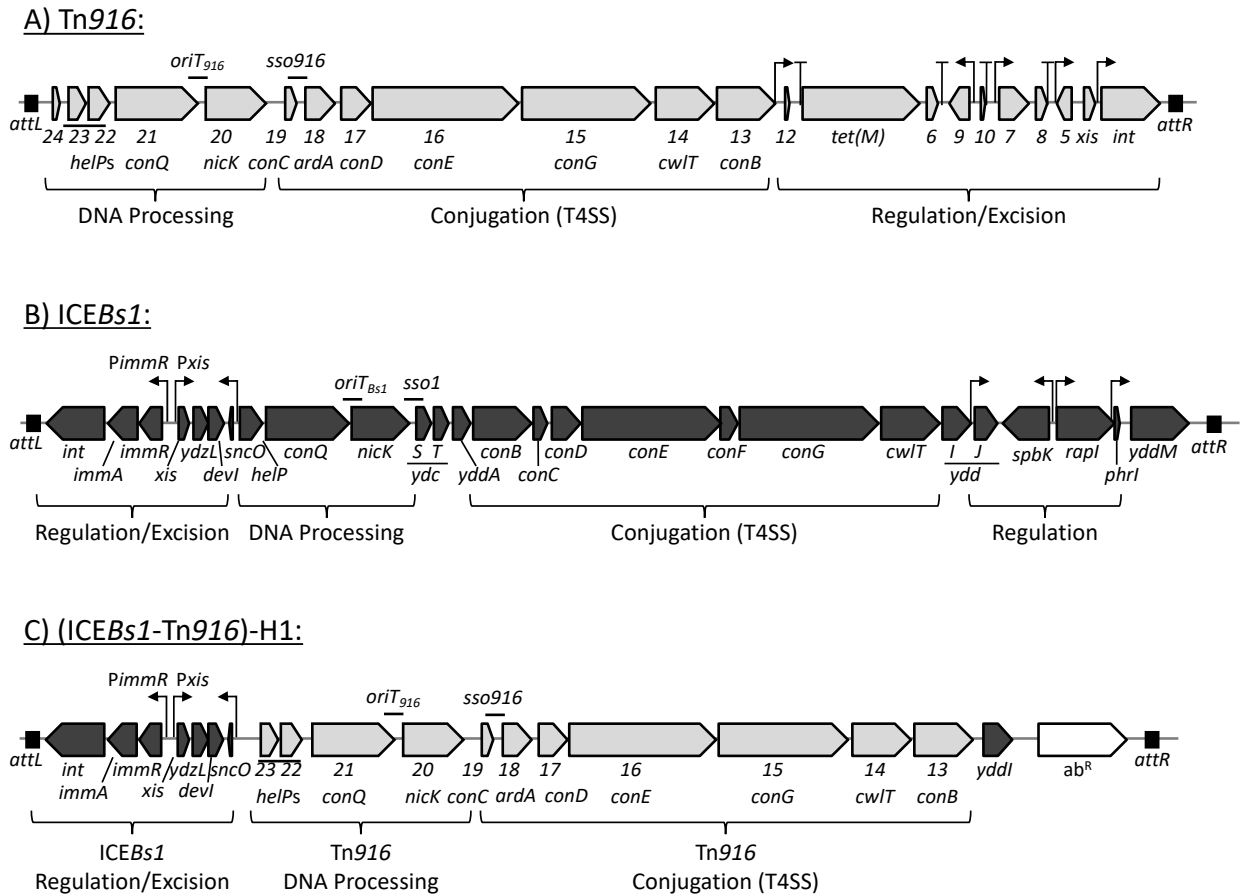 A) Tn916:
oriT916 sso916
attL attR
24 23 22 21 20 19 18 17 16 15 14 13 12 tet(M) 6 9 10 7 8 5 xis int
helPs conQ nicK conC ardA conD conE conG cwlT conB
DNA Processing Conjugation (T4SS) Regulation/Excision
B) ICEBs1:
PimmR Pxis oriTBs1 sso1
attL attR
int immR ydzL sncO conQ nicK S T conB conD conE conF conG cwlT I J spbK rapI yddM
immA xis devI helP ydc yddA conC ydd phrI
Regulation/Excision DNA Processing Conjugation (T4SS) Regulation
C) (ICEBs1-Tn916)-H1:
PimmR Pxis oriT916 sso916
attL attR
int immR ydzL sncO 23 22 21 20 19 18 17 16 15 14 13 yddI abR
immA xis devI helPs conQ nicK conC ardA conD conE conG cwlT conB
ICEBs1 Tn916 Tn916
Regulation/Excision DNA Processing Conjugation (T4SS)